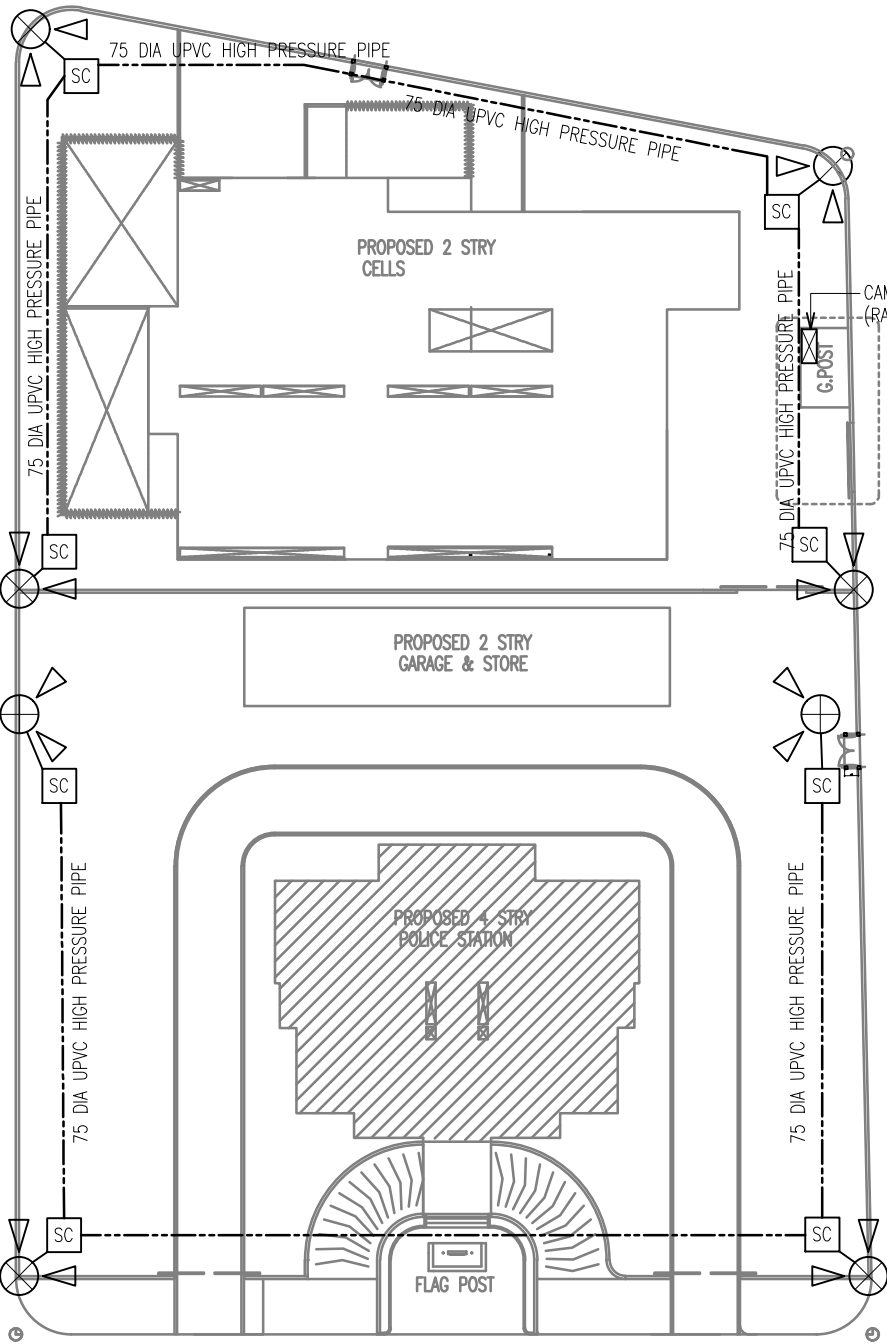 75 DIA UPVC HIGH PRESSURE PIPE
SC
75 DIA UPVC HIGH PRESSURE PIPE
SC
75 DIA UPVC HIGH PRESSURE PIPE
PROPOSED 2 STRY
CELLS
75 DIA UPVC HIGH PRESSURE PIPE
G.POST
SC
SC
PROPOSED 2 STRY
GARAGE & STORE
SC
SC
75 DIA UPVC HIGH PRESSURE PIPE
PROPOSED 4 STRY
POLICE STATION
75 DIA UPVC HIGH PRESSURE PIPE
SC
SC
FLAG POST